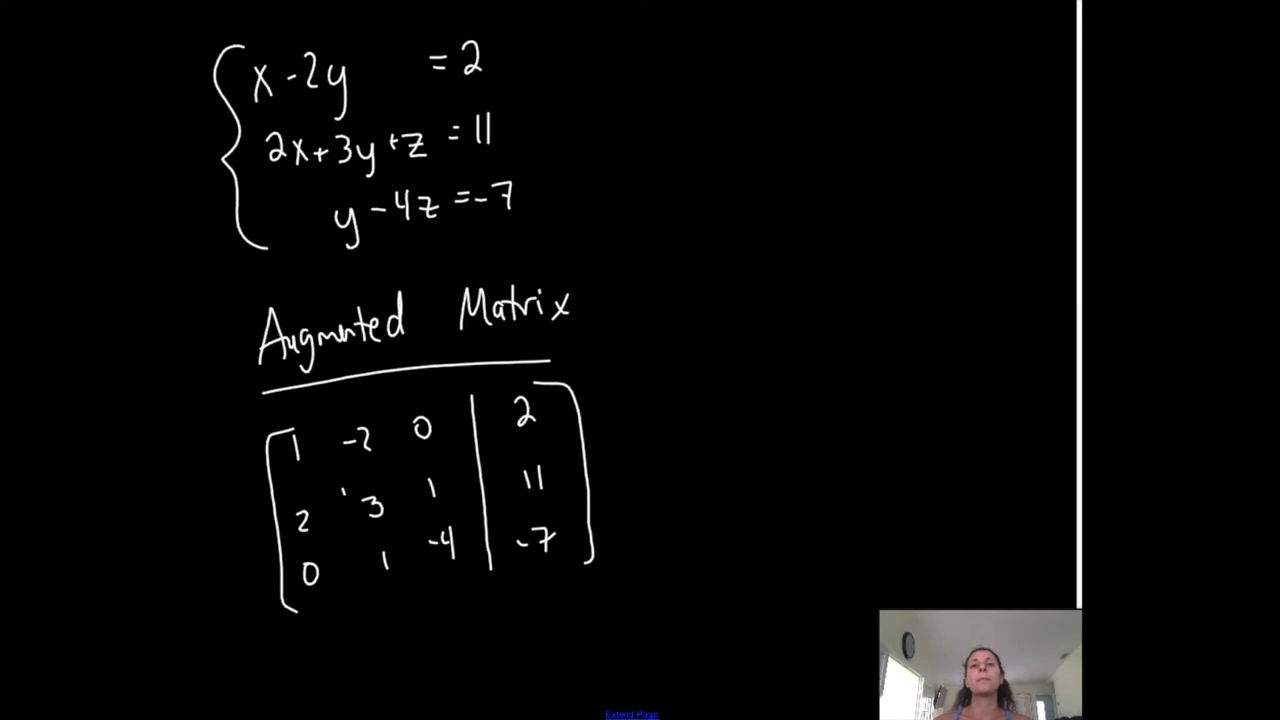 x - 2y = 2
2x + 3y + z = 11
y - 4z = -7
Augmented Matrix
1 -2 0 2
2 3 1 11
0 1 -4 -7
Extend Page